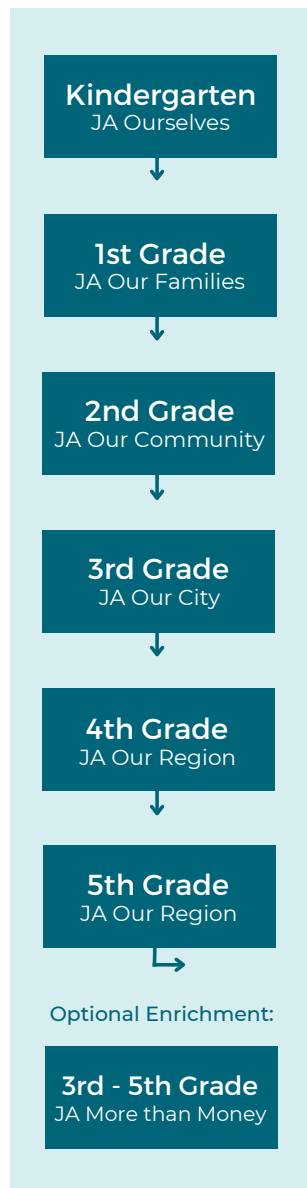 Kindergarten
JA Ourselves
1st Grade
JA Our Families
2nd Grade
JA Our Community
3rd Grade
JA Our City
4th Grade
JA Our Region
5th Grade
JA Our Region
Optional Enrichment:
3rd - 5th Grade
JA More than Money